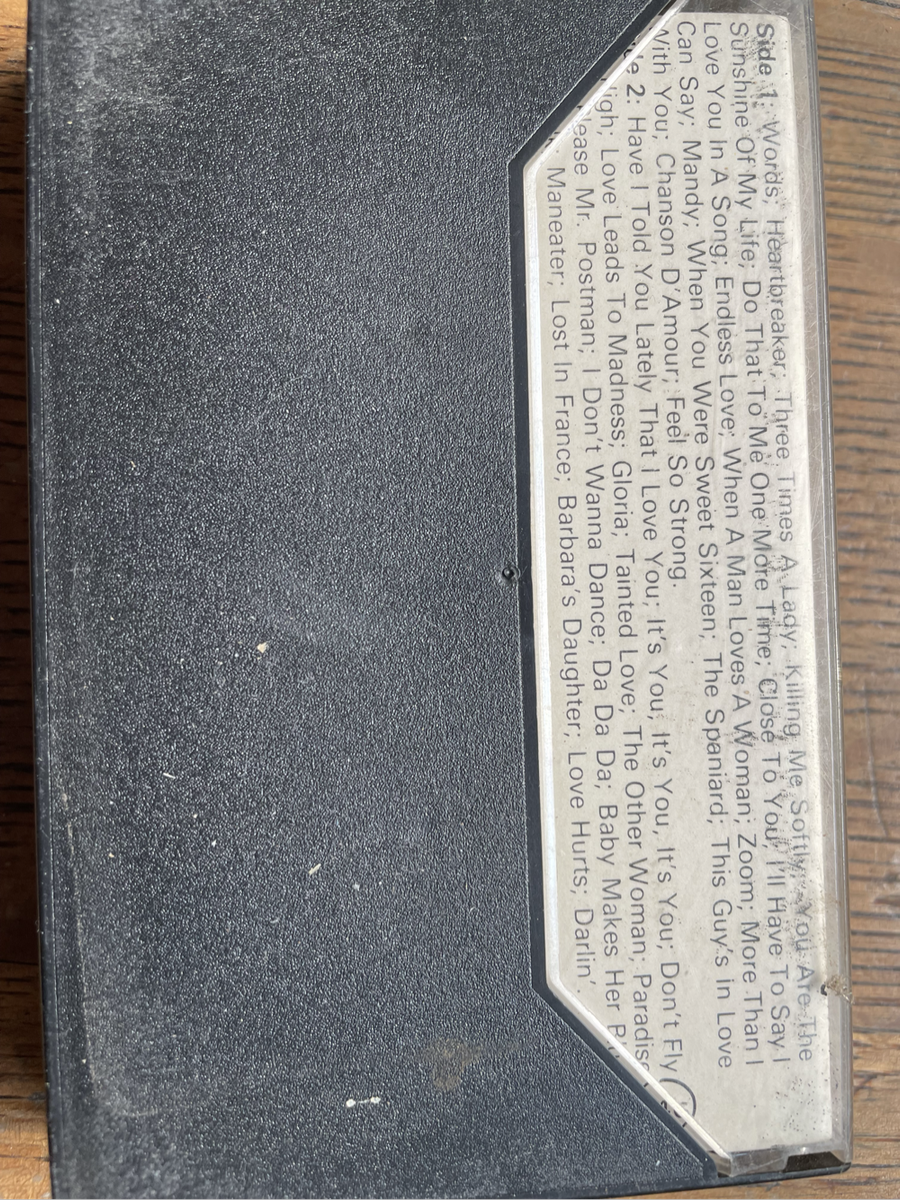 Side 1: Words; Heartbreaker; Three Times A Lady; Killing Me Softly; You Are The
Sunshine Of My Life; Do That To Me One More Time; Close To You; I'll Have To Say I
Love You In A Song; Endless Love; When A Man Loves A Woman; Zoom; More Than I
Can Say; Mandy; When You Were Sweet Sixteen; The Spaniard; This Guy's In Love
With You; Chanson D'Amour; Feel So Strong.
2: Have I Told You Lately That I Love You; It's You, It's You, It's You; Don't Fly
Love Leads To Madness; Gloria; Tainted Love; The Other Woman; Paradise
Mr. Postman; I Don't Wanna Dance; Da Da Da; Baby Makes Her
Maneater; Lost In France; Barbara's Daughter; Love Hurts; Darlin'.